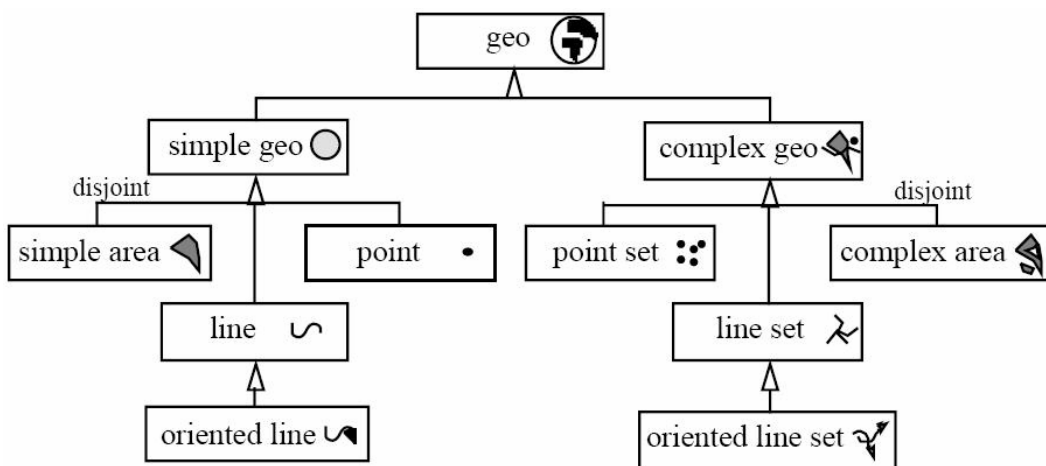 geo
simple geo
complex geo
disjoint
disjoint
simple area
point
point set
complex area
line
line set
oriented line
oriented line set